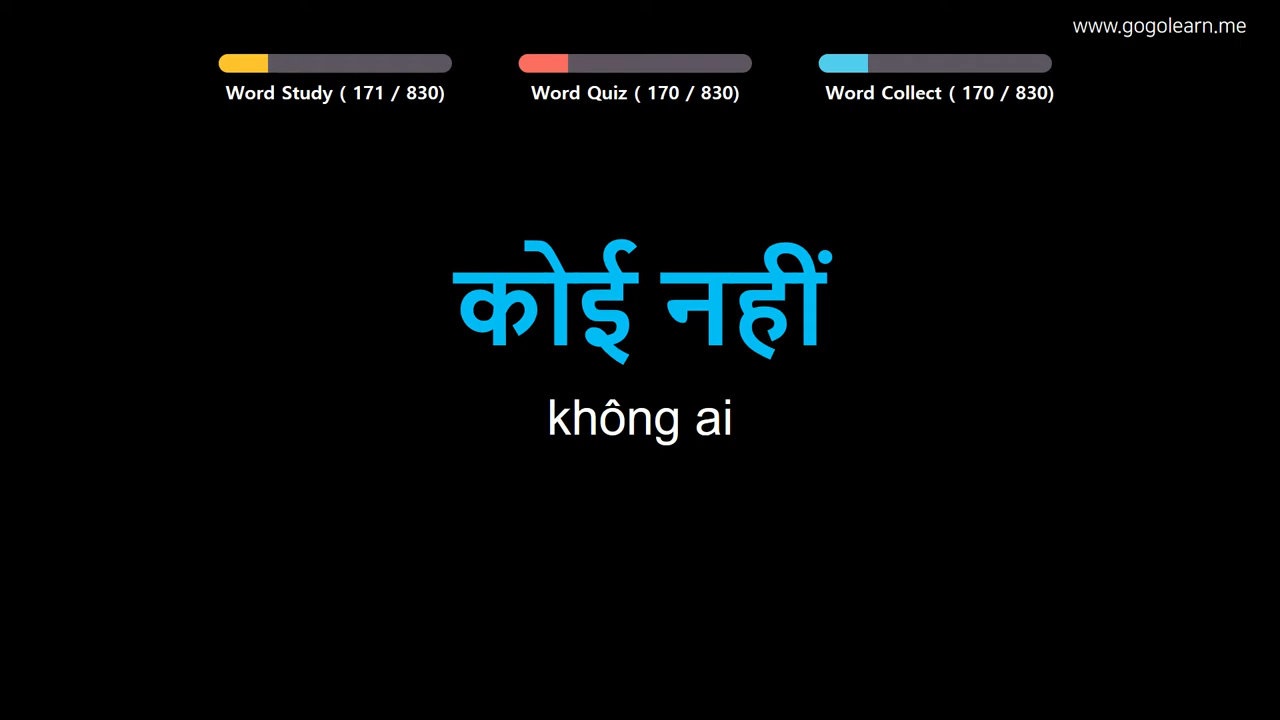 www.gogolearn.me
Word Study ( 171 / 830)
Word Quiz ( 170 / 830)
Word Collect ( 170 / 830)
कोई नहीं
không ai